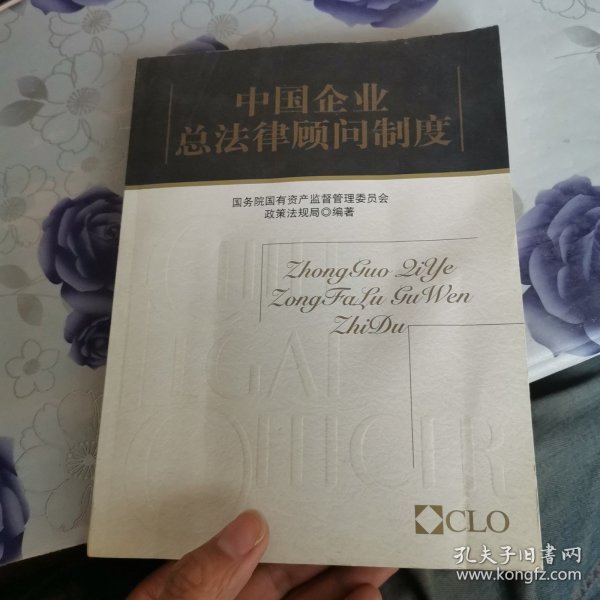 中国企业
总法律顾问制度
国务院国有资产监督管理委员会
政策法规局◎编著
ZhongGuo QiYe
ZongFaLu GuWen
ZhiDu
LEGAL
OFFICER
CLO
孔夫子旧书网
www.kongfz.com